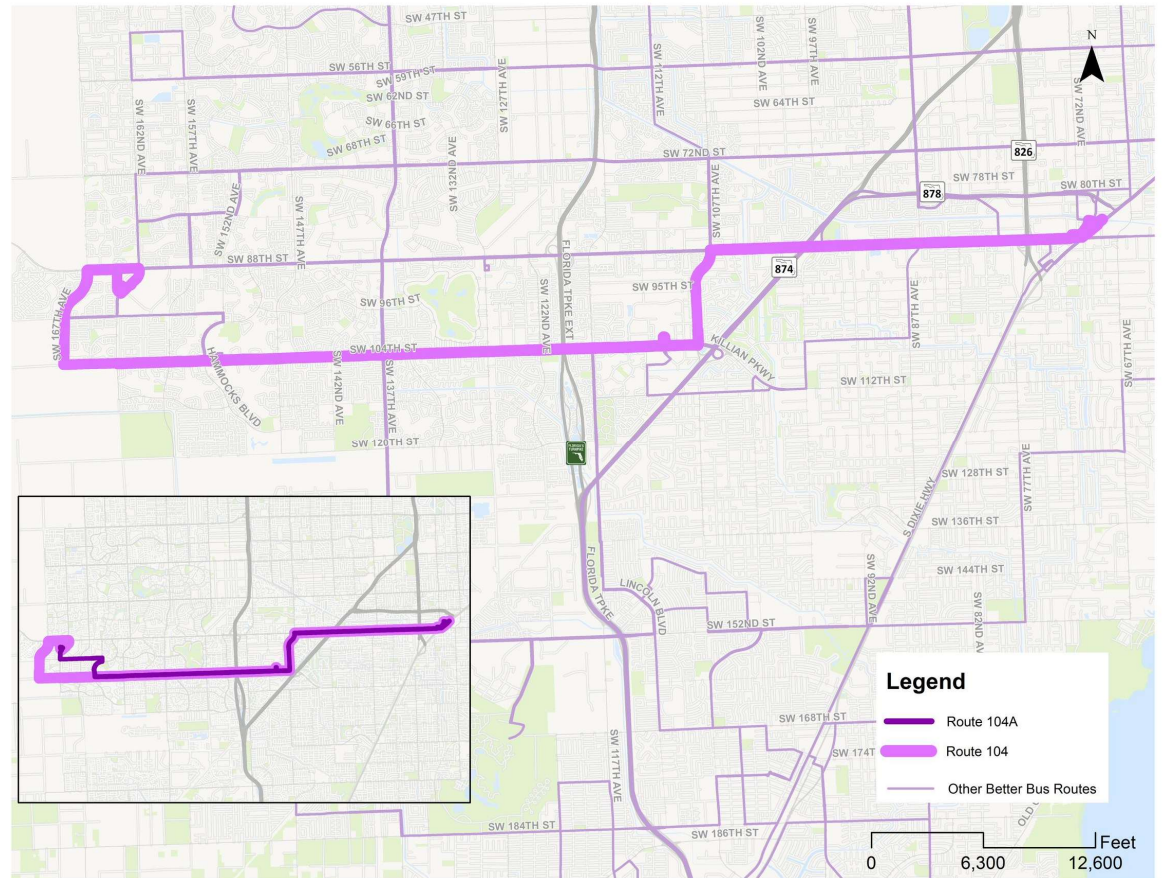 SW 47TH ST
SW 56TH ST
SW 59TH ST
SW 62ND ST
SW 66TH ST
SW 68TH ST
SW 162ND AVE
SW 157TH AVE
SW 127TH AVE
SW 132ND AVE
SW 112TH AVE
SW 102ND AVE
SW 97TH AVE
SW 64TH ST
SW 72ND AVE
N
826
SW 72ND ST
SW 78TH ST
SW 80TH ST
878
SW 152ND AVE
SW 147TH AVE
SW 107TH AVE
SW 88TH ST
FLORIDA TPKE EXT
874
SW 95TH ST
SW 96TH ST
SW 167TH AVE
SW 122ND AVE
SW 87TH AVE
SW 67TH AVE
SW 104TH ST
KILLIAN PKWY
HAMMOCKS BLVD
SW 142ND AVE
SW 137TH AVE
SW 112TH ST
SW 120TH ST
SW 128TH ST
SW 77TH AVE
S DIXIE HWY
SW 136TH ST
SW 144TH ST
FLORIDA TPKE
LINCOLN BLVD
SW 92ND AVE
SW 82ND AVE
SW 152ND ST
SW 168TH ST
SW 174T
SW 117TH AVE
SW 184TH ST
SW 186TH ST
Legend
Route 104A
Route 104
Other Better Bus Routes
OLD C
Feet
0 6,300 12,600